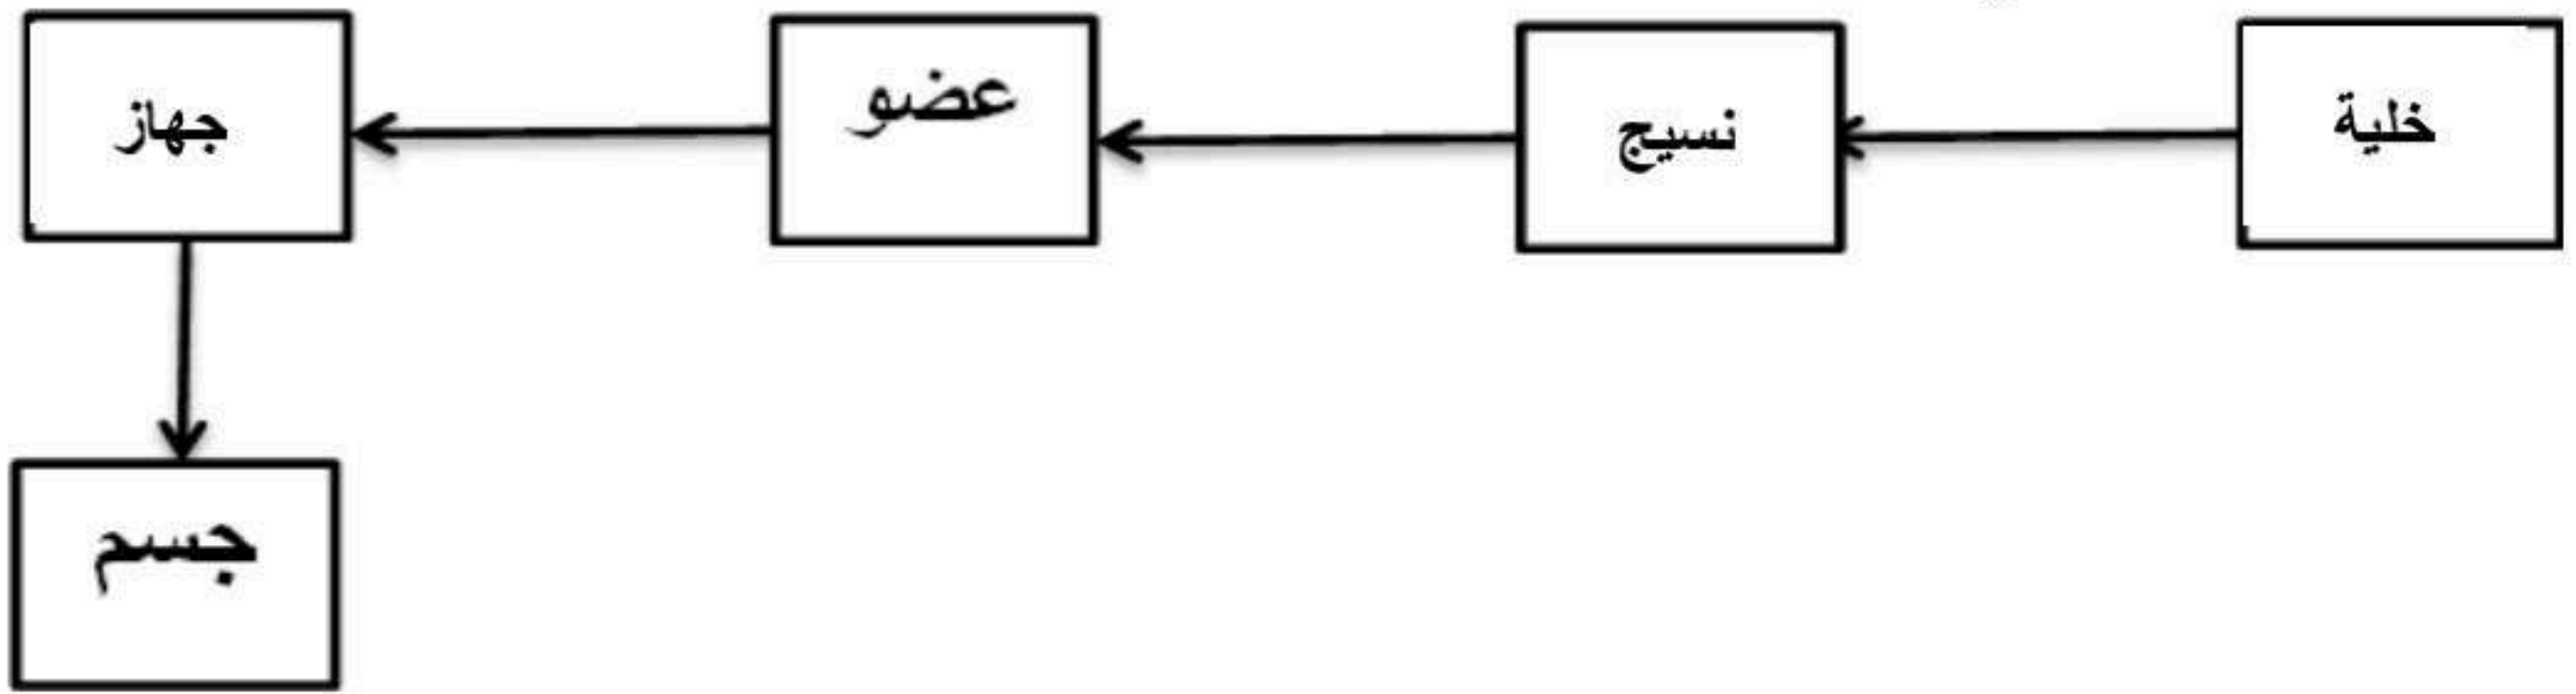 خلية
نسيج
عضو
جهاز
جسم